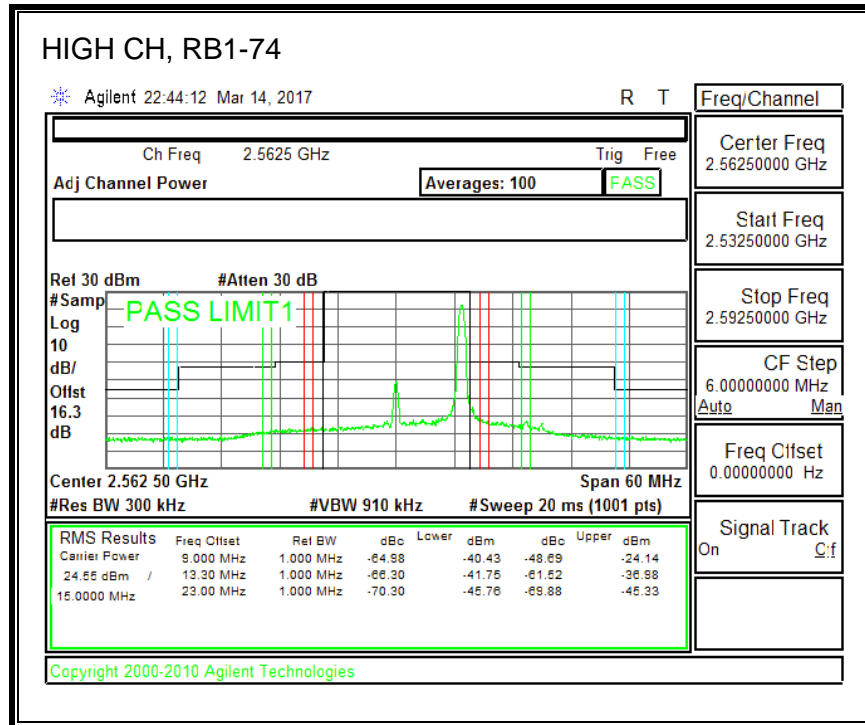 HIGH CH, RB1-74
Agilent 22:44:12 Mar 14, 2017 R T
Freq/Channel
Ch Freq 2.5625 GHz Trig Free
Adj Channel Power Averages: 100 PASS
Center Freq
2.56250000 GHz
Start Freq
2.53250000 GHz
Stop Freq
2.59250000 GHz
CF Step
6.00000000 MHz
Auto Man
Freq Offset
0.00000000 Hz
Signal Track
On Off
Ref 30 dBm #Atten 30 dB
#Samp
Log
10
dB/
Offst
16.3
dB
PASS LIMIT1
Center 2.562 50 GHz Span 60 MHz
#Res BW 300 kHz #VBW 910 kHz #Sweep 20 ms (1001 pts)
RMS Results Freq Offset Ref BW dBc Lower dBm dBc Upper dBm
Carrier Power 9.000 MHz 1.000 MHz -64.98 -40.43 -48.69 -24.14
24.55 dBm / 13.30 MHz 1.000 MHz -66.30 -41.75 -61.52 -36.98
15.0000 MHz 23.00 MHz 1.000 MHz -70.30 -45.76 -69.88 -45.33
Copyright 2000-2010 Agilent Technologies